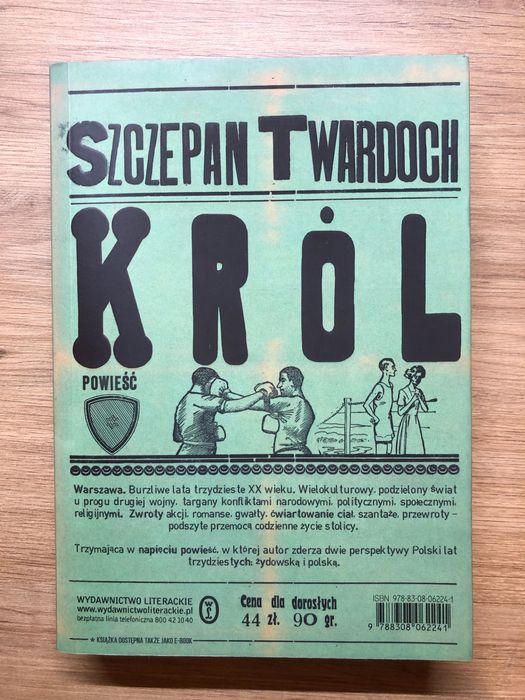 SZCZEPAN TWARDOCH
KRÓL
POWIEŚĆ
Warszawa. Burzliwe lata trzydzieste XX wieku. Wielokulturowy, podzielony świat
u progu drugiej wojny, targany konfliktami narodowymi, politycznymi, społecznymi,
religijnymi. Zwroty akcji, romanse, gwałty, ćwiartowanie ciał, szantaże, przewroty –
podszyte przemocą codzienne życie stolicy.
Trzymająca w napięciu powieść, w której autor zderza dwie perspektywy Polski lat
trzydziestych: żydowską i polską.
WYDAWNICTWO LITERACKIE
www.wydawnictwoliterackie.pl
bezpłatna linia telefoniczna 800 42 10 40
★ KSIĄŻKA DOSTĘPNA TAKŻE JAKO E-BOOK
Cena dla dorosłych
44 zł. 90 gr.
ISBN 978-83-08-06224-1
9 788308 062241